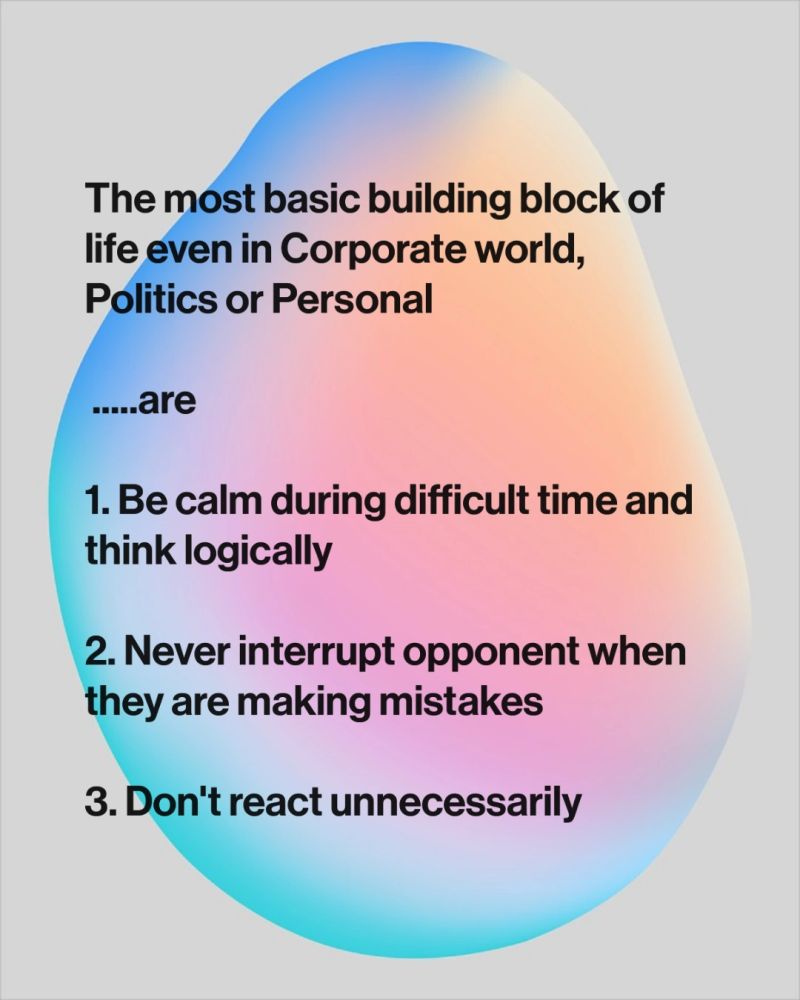 The most basic building block of
life even in Corporate world,
Politics or Personal
.....are
1. Be calm during difficult time and
think logically
2. Never interrupt opponent when
they are making mistakes
3. Don't react unnecessarily